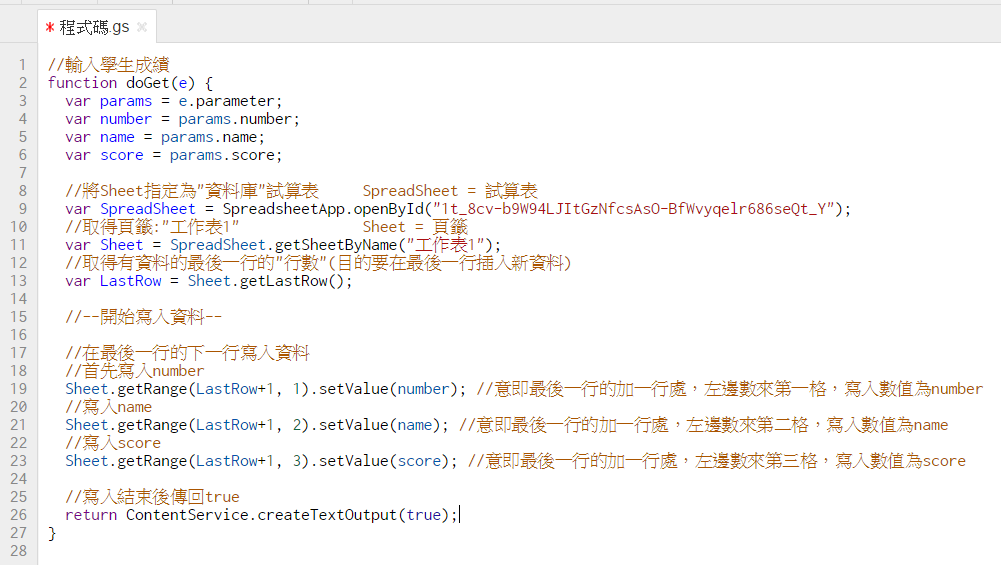 * 程式碼.gs ×
1 //輸入學生成績
2 function doGet(e) {
3 var params = e.parameter;
4 var number = params.number;
5 var name = params.name;
6 var score = params.score;
7
8 //將Sheet指定為"資料庫"試算表 SpreadSheet = 試算表
9 var SpreadSheet = SpreadsheetApp.openById("1t_8cv-b9W94LJItGzNfcsAsO-BfWvyqelr686seQt_Y");
10 //取得頁籤:"工作表1" Sheet = 頁籤
11 var Sheet = SpreadSheet.getSheetByName("工作表1");
12 //取得有資料的最後一行的"行數"(目的要在最後一行插入新資料)
13 var LastRow = Sheet.getLastRow();
14
15 //--開始寫入資料--
16
17 //在最後一行的下一行寫入資料
18 //首先寫入number
19 Sheet.getRange(LastRow+1, 1).setValue(number); //意即最後一行的加一行處，左邊數來第一格，寫入數值為number
20 //寫入name
21 Sheet.getRange(LastRow+1, 2).setValue(name); //意即最後一行的加一行處，左邊數來第二格，寫入數值為name
22 //寫入score
23 Sheet.getRange(LastRow+1, 3).setValue(score); //意即最後一行的加一行處，左邊數來第三格，寫入數值為score
24
25 //寫入結束後傳回true
26 return ContentService.createTextOutput(true);
27 }
28